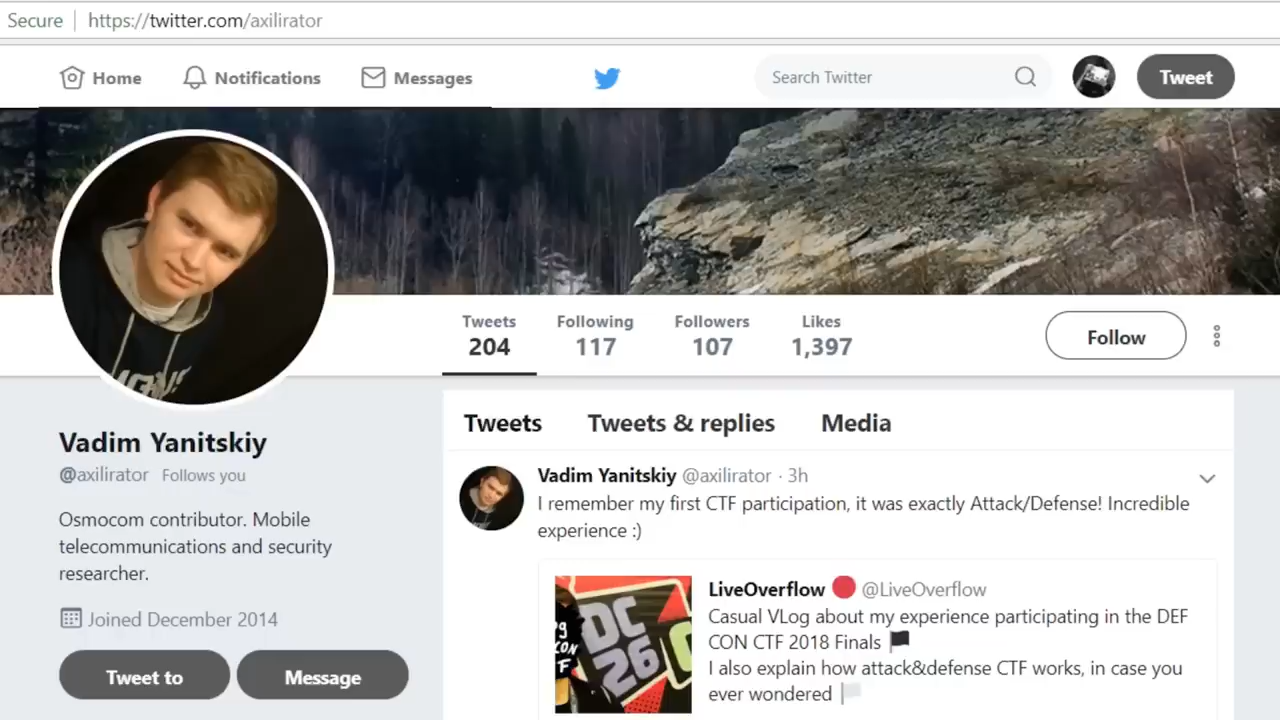 Secure | https://twitter.com/axilirator
Home Notifications Messages Search Twitter Tweet
Tweets Following Followers Likes
204 117 107 1,397
Follow
Tweets Tweets & replies Media
Vadim Yanitskiy
@axilirator Follows you
Osmocom contributor. Mobile
telecommunications and security
researcher.
Joined December 2014
Tweet to Message
Vadim Yanitskiy @axilirator · 3h
I remember my first CTF participation, it was exactly Attack/Defense! Incredible
experience :)
DC
26
LiveOverflow 🔴 @LiveOverflow
Casual VLog about my experience participating in the DEF
CON CTF 2018 Finals 🏴
I also explain how attack&defense CTF works, in case you
ever wondered 🏳